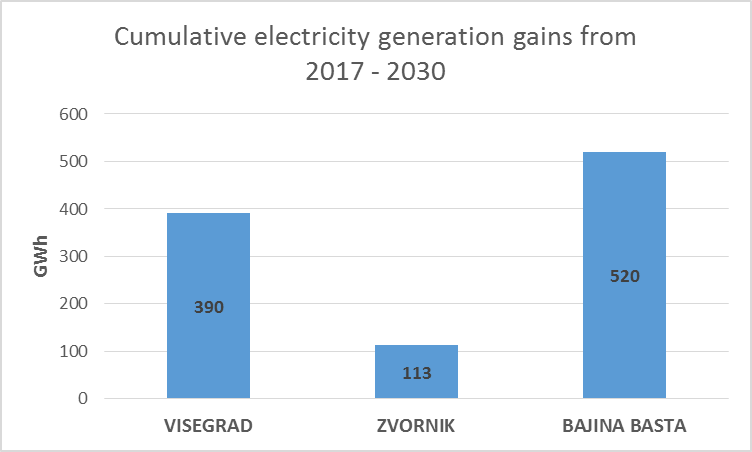 Cumulative electricity generation gains from
2017 - 2030
600
500
400
300
200
100
0
GWh
390
113
520
VISEGRAD
ZVORNIK
BAJINA BASTA